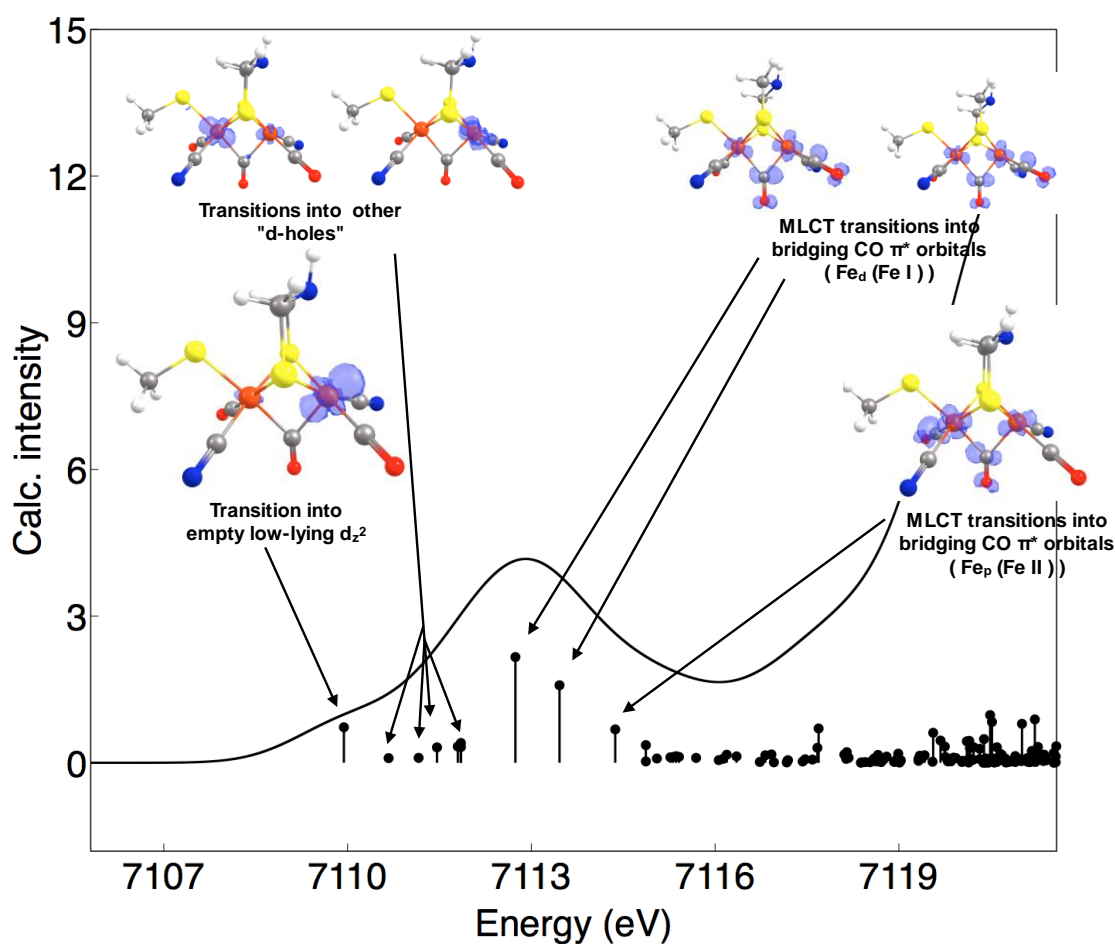 15
12
9
6
3
0
Calc. intensity
Transitions into other
"d-holes"
MLCT transitions into
bridging CO π* orbitals
( Fed (Fe I ) )
Transition into
empty low-lying dz²
MLCT transitions into
bridging CO π* orbitals
( Feₚ (Fe II ) )
7107 7110 7113 7116 7119
Energy (eV)